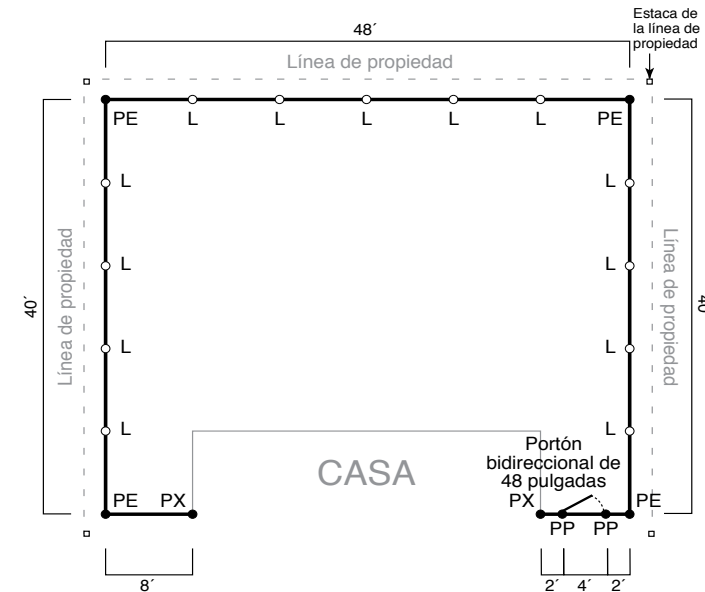 Estaca de
la línea de
propiedad
48´
Línea de propiedad
PE L L L L L PE
L L
L L
L L
L L
Línea de propiedad
40´
Línea de propiedad
40´
CASA
Portón
bidireccional de
48 pulgadas
PE PX PX PE
PP PP
8´ 2´ 4´ 2´